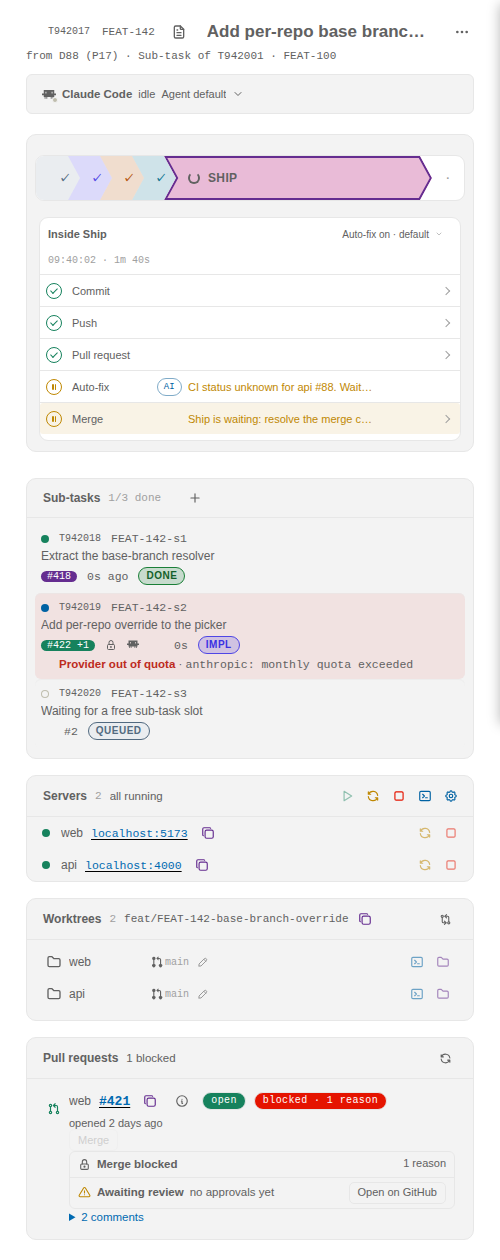 T942017 FEAT-142 Add per-repo base branc…
from D88 (P17) · Sub-task of T942001 · FEAT-100
Claude Code idle Agent default
SHIP
Inside Ship Auto-fix on · default
09:40:02 · 1m 40s
Commit
Push
Pull request
Auto-fix AI CI status unknown for api #88. Wait…
Merge Ship is waiting: resolve the merge c…
Sub-tasks 1/3 done
T942018 FEAT-142-s1
Extract the base-branch resolver
#418 0s ago DONE
T942019 FEAT-142-s2
Add per-repo override to the picker
#422 +1 0s IMPL
Provider out of quota · anthropic: monthly quota exceeded
T942020 FEAT-142-s3
Waiting for a free sub-task slot
#2 QUEUED
Servers 2 all running
web localhost:5173
api localhost:4000
Worktrees 2 feat/FEAT-142-base-branch-override
web main
api main
Pull requests 1 blocked
web #421 open blocked · 1 reason
opened 2 days ago
Merge
Merge blocked 1 reason
Awaiting review no approvals yet Open on GitHub
2 comments